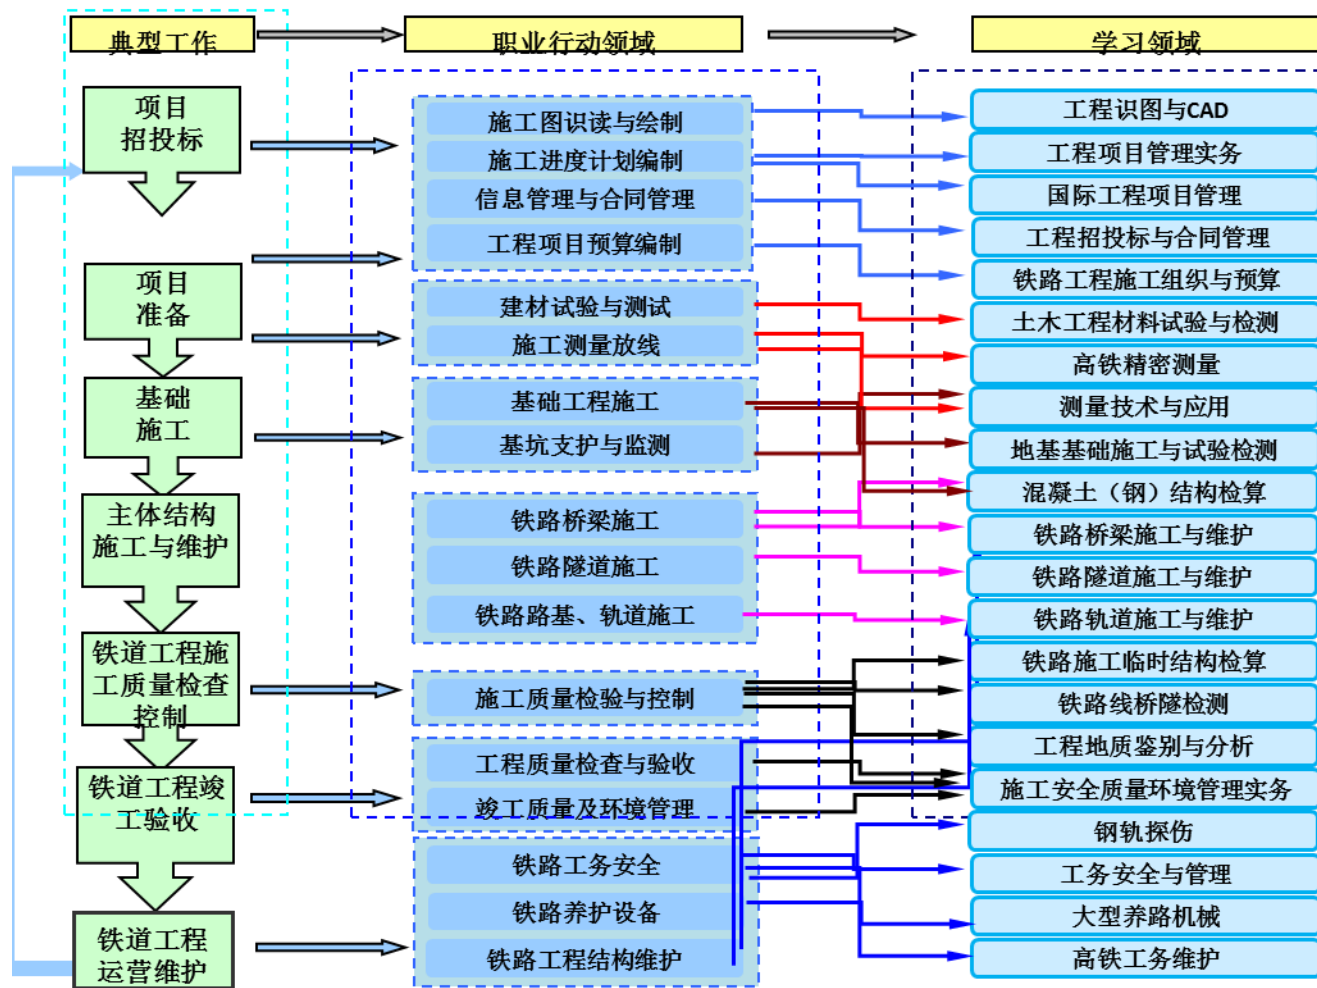 典型工作
职业行动领域
学习领域
项目
招投标
项目
准备
基础
施工
主体结构
施工与维护
铁道工程施
工质量检查
控制
铁道工程竣
工验收
铁道工程
运营维护
施工图识读与绘制
施工进度计划编制
信息管理与合同管理
工程项目预算编制
建材试验与测试
施工测量放线
基础工程施工
基坑支护与监测
铁路桥梁施工
铁路隧道施工
铁路路基、轨道施工
施工质量检验与控制
工程质量检查与验收
竣工质量及环境管理
铁路工务安全
铁路养护设备
铁路工程结构维护
工程识图与CAD
工程项目管理实务
国际工程项目管理
工程招投标与合同管理
铁路工程施工组织与预算
土木工程材料试验与检测
高铁精密测量
测量技术与应用
地基基础施工与试验检测
混凝土（钢）结构检算
铁路桥梁施工与维护
铁路隧道施工与维护
铁路轨道施工与维护
铁路施工临时结构检算
铁路线桥隧检测
工程地质鉴别与分析
施工安全质量环境管理实务
钢轨探伤
工务安全与管理
大型养路机械
高铁工务维护